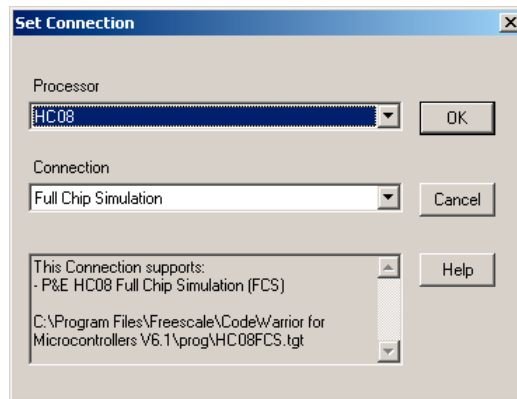 Set Connection
Processor
HC08
OK
Connection
Full Chip Simulation
Cancel
This Connection supports:
- P&E HC08 Full Chip Simulation (FCS)
Help
C:\Program Files\Freescale\CodeWarrior for
Microcontrollers V6.1\prog\HC08FCS.tgt